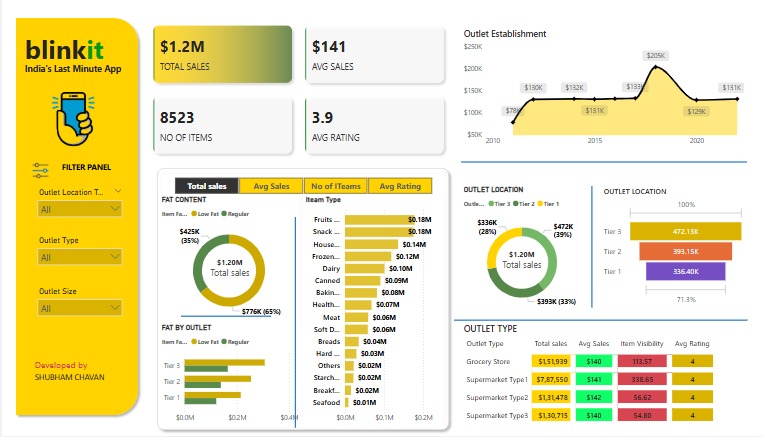 blinkit
India's Last Minute App
FILTER PANEL
Outlet Location T...
All
Outlet Type
All
Outlet Size
All
Developed by
SHUBHAM CHAVAN
$1.2M
TOTAL SALES
$141
AVG SALES
8523
NO OF ITEMS
3.9
AVG RATING
Outlet Establishment
$250K
$200K
$150K
$100K
$50K
$78K
$130K
$132K
$131K
$133K
$205K
$129K
$131K
2010
2015
2020
Total sales
Avg Sales
No of ITeams
Avg Rating
FAT CONTENT
Item Fa... Low Fat Regular
$425K
(35%)
$1.20M
Total sales
$776K (65%)
FAT BY OUTLET
Item Fa... Low Fat Regular
Tier 3
Tier 2
Tier 1
$0.0M
$0.2M
$0.4M
Iteam Type
Fruits ... $0.18M
Snack ... $0.18M
House... $0.14M
Frozen... $0.12M
Dairy $0.10M
Canned $0.09M
Bakin... $0.08M
Health... $0.07M
Meat $0.06M
Soft D... $0.06M
Breads $0.04M
Hard ... $0.03M
Others $0.02M
Starch... $0.02M
Breakf... $0.02M
Seafood $0.01M
$0.0M
$0.1M
$0.2M
OUTLET LOCATION
Outle... Tier 3 Tier 2 Tier 1
$336K
(28%)
$472K
(39%)
$1.20M
Total sales
$393K (33%)
OUTLET LOCATION
100%
Tier 3 472.13K
Tier 2 393.15K
Tier 1 336.40K
71.3%
OUTLET TYPE
Outlet Type Total sales Avg Sales Item Visibility Avg Rating
Grocery Store $1,51,939 $140 113.57 4
Supermarket Type1 $7,87,550 $141 338.65 4
Supermarket Type2 $1,31,478 $142 56.62 4
Supermarket Type3 $1,30,715 $140 54.80 4